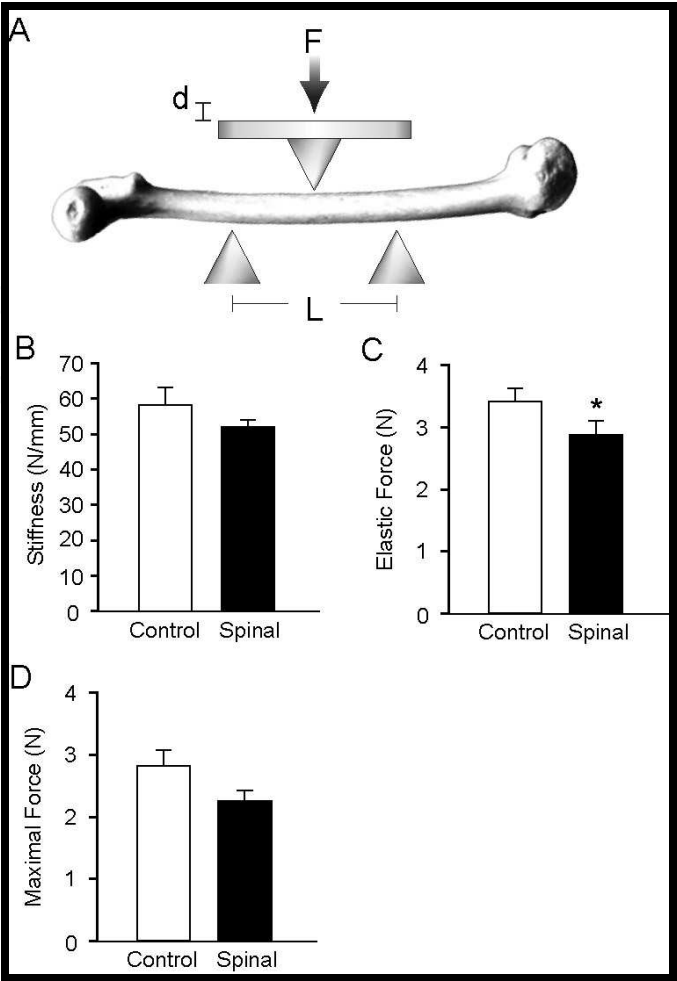 A
F
d
L
B
70
60
50
40
30
20
10
0
Stiffness (N/mm)
Control Spinal
C
4
3
2
1
0
Elastic Force (N)
*
Control Spinal
D
4
3
2
1
0
Maximal Force (N)
Control Spinal